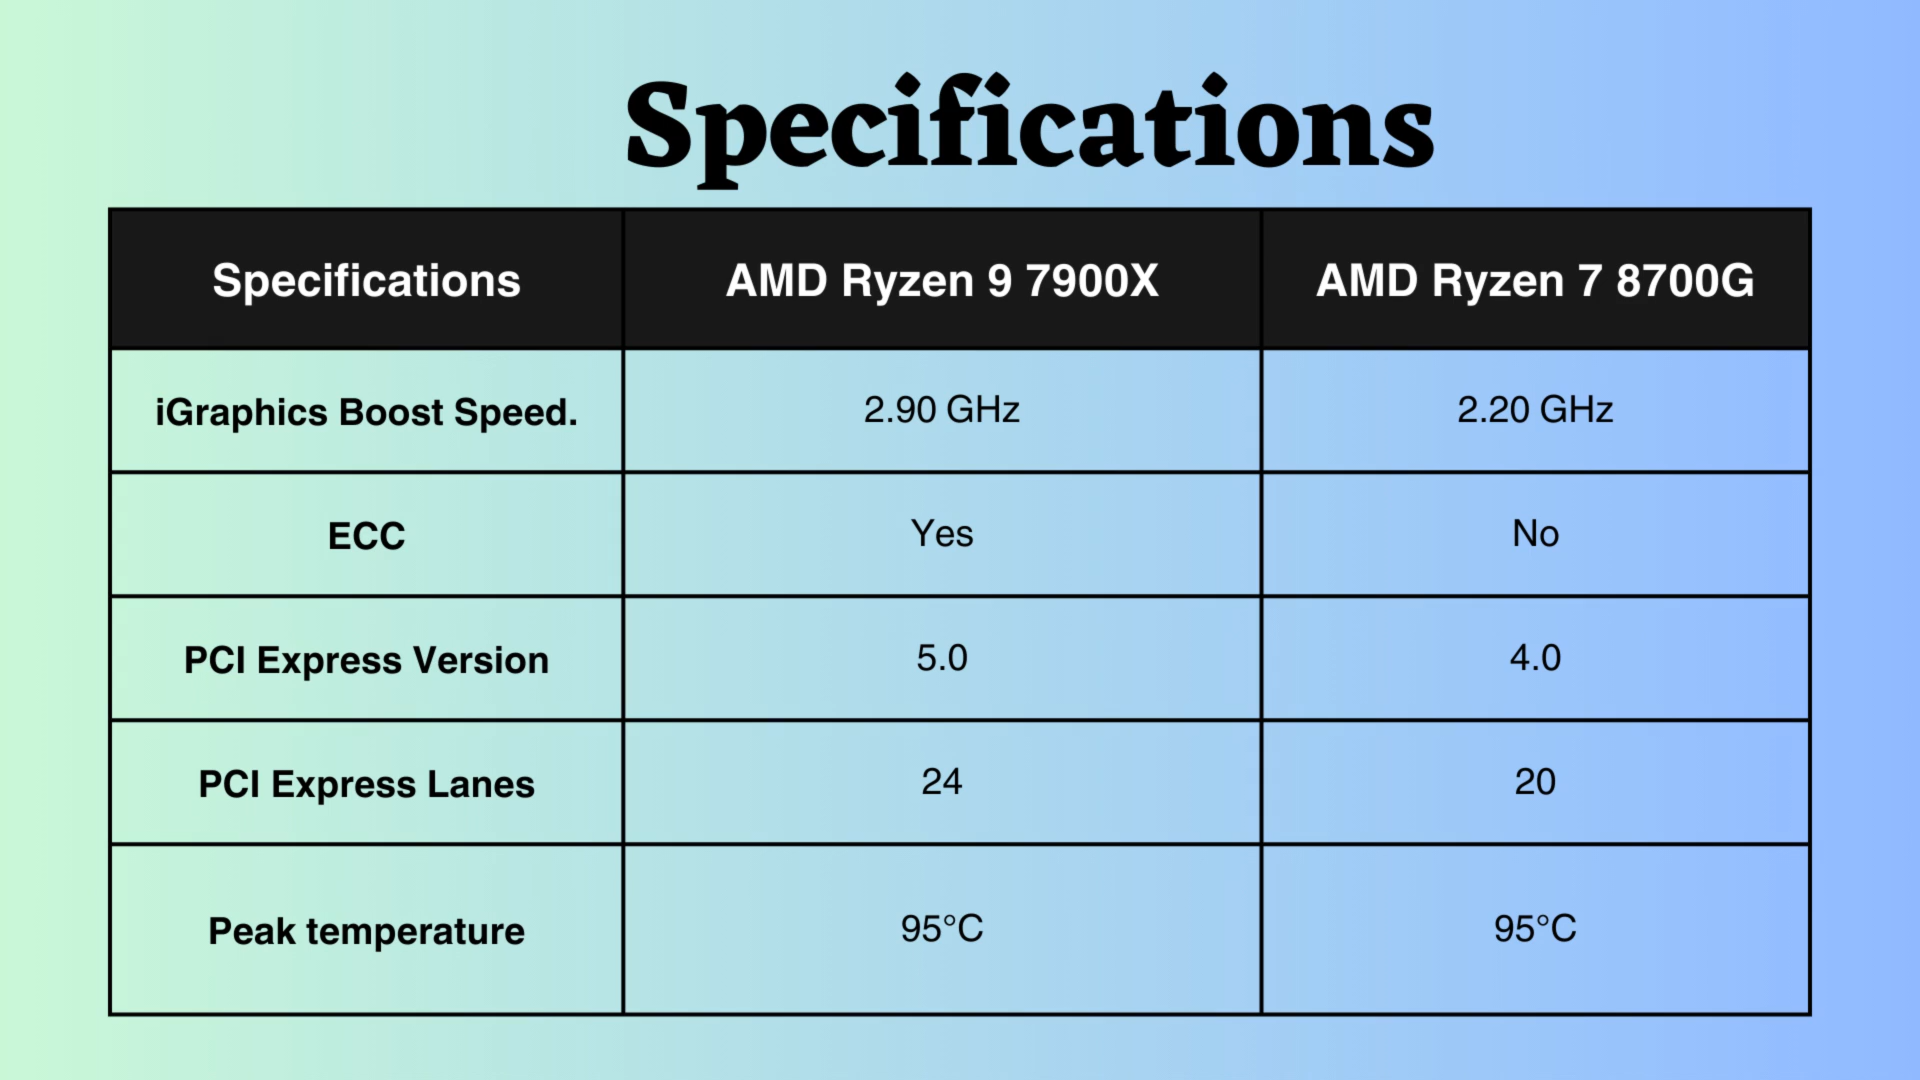 Specifications
Specifications AMD Ryzen 9 7900X AMD Ryzen 7 8700G
iGraphics Boost Speed. 2.90 GHz 2.20 GHz
ECC Yes No
PCI Express Version 5.0 4.0
PCI Express Lanes 24 20
Peak temperature 95°C 95°C